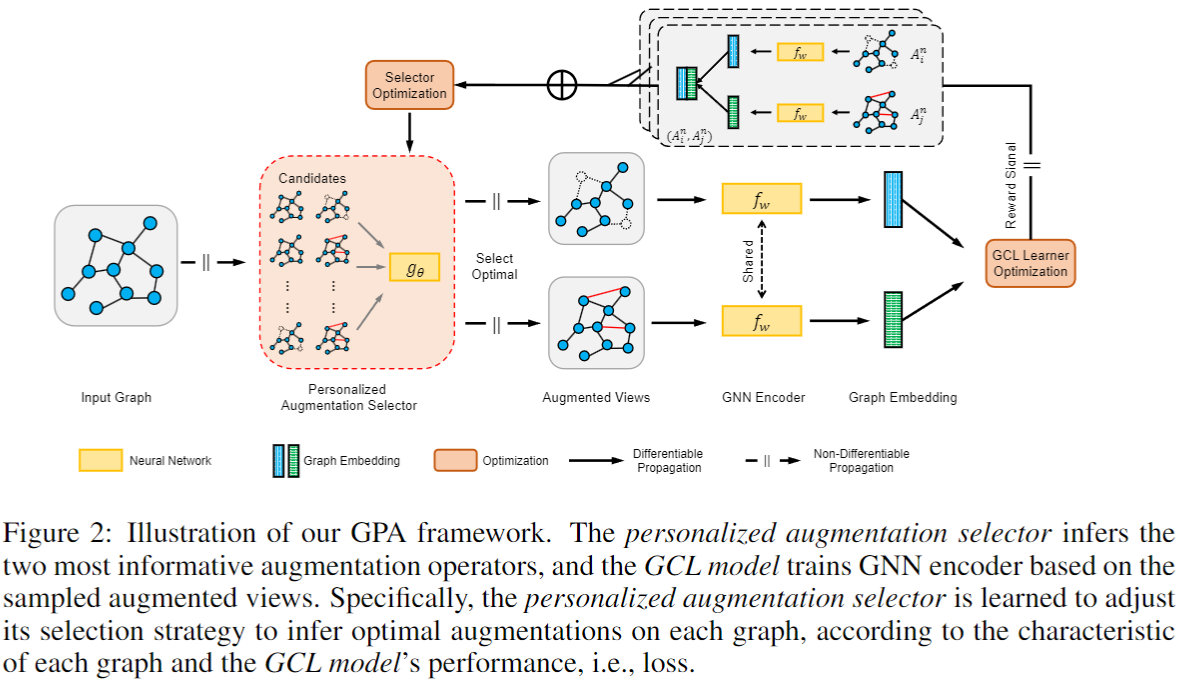 Selector
Optimization
f_w
A_i^n
f_w
A_j^n
(A_i^n, A_j^n)
Reward Signal
Candidates
g_θ
Select
Optimal
f_w
Shared
f_w
GCL Learner
Optimization
Input Graph
Personalized
Augmentation Selector
Augmented Views
GNN Encoder
Graph Embedding
Neural Network
Graph Embedding
Optimization
Differentiable
Propagation
Non-Differentiable
Propagation
Figure 2: Illustration of our GPA framework. The personalized augmentation selector infers the
two most informative augmentation operators, and the GCL model trains GNN encoder based on the
sampled augmented views. Specifically, the personalized augmentation selector is learned to adjust
its selection strategy to infer optimal augmentations on each graph, according to the characteristic
of each graph and the GCL model's performance, i.e., loss.